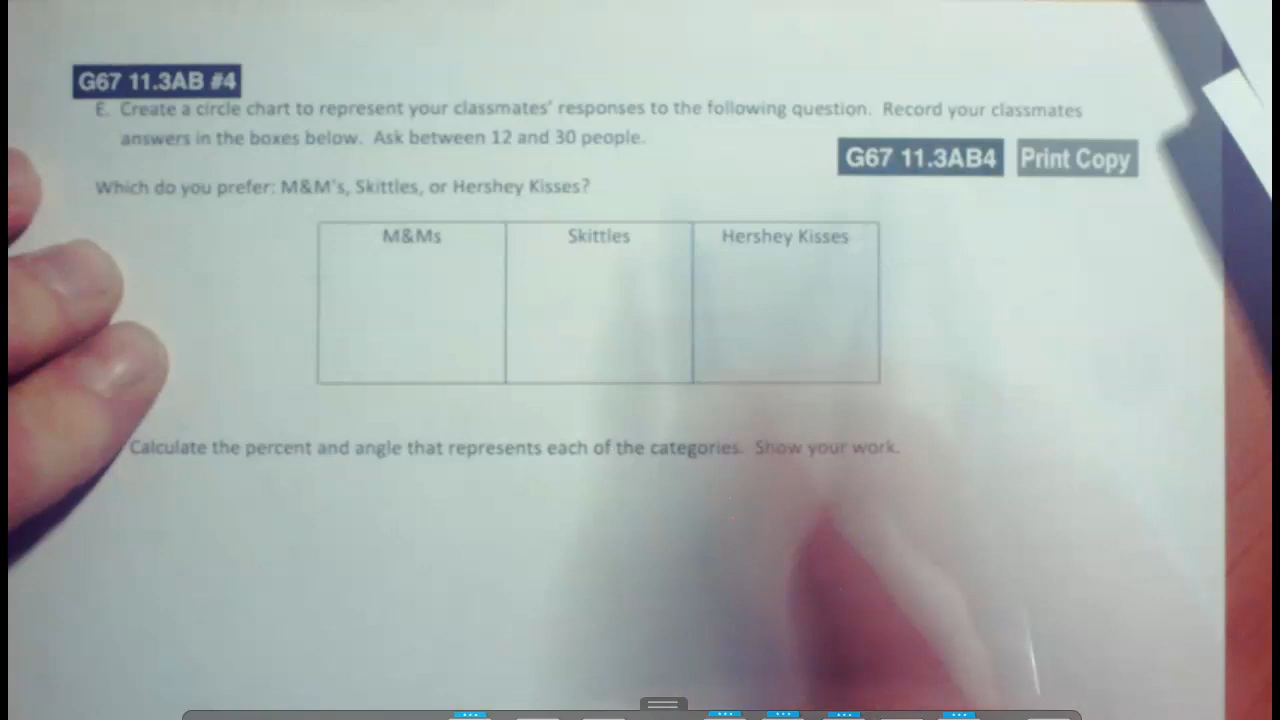 G67 11.3AB #4
E. Create a circle chart to represent your classmates' responses to the following question. Record your classmates
answers in the boxes below. Ask between 12 and 30 people.
G67 11.3AB4 Print Copy
Which do you prefer: M&M's, Skittles, or Hershey Kisses?
M&Ms Skittles Hershey Kisses
Calculate the percent and angle that represents each of the categories. Show your work.